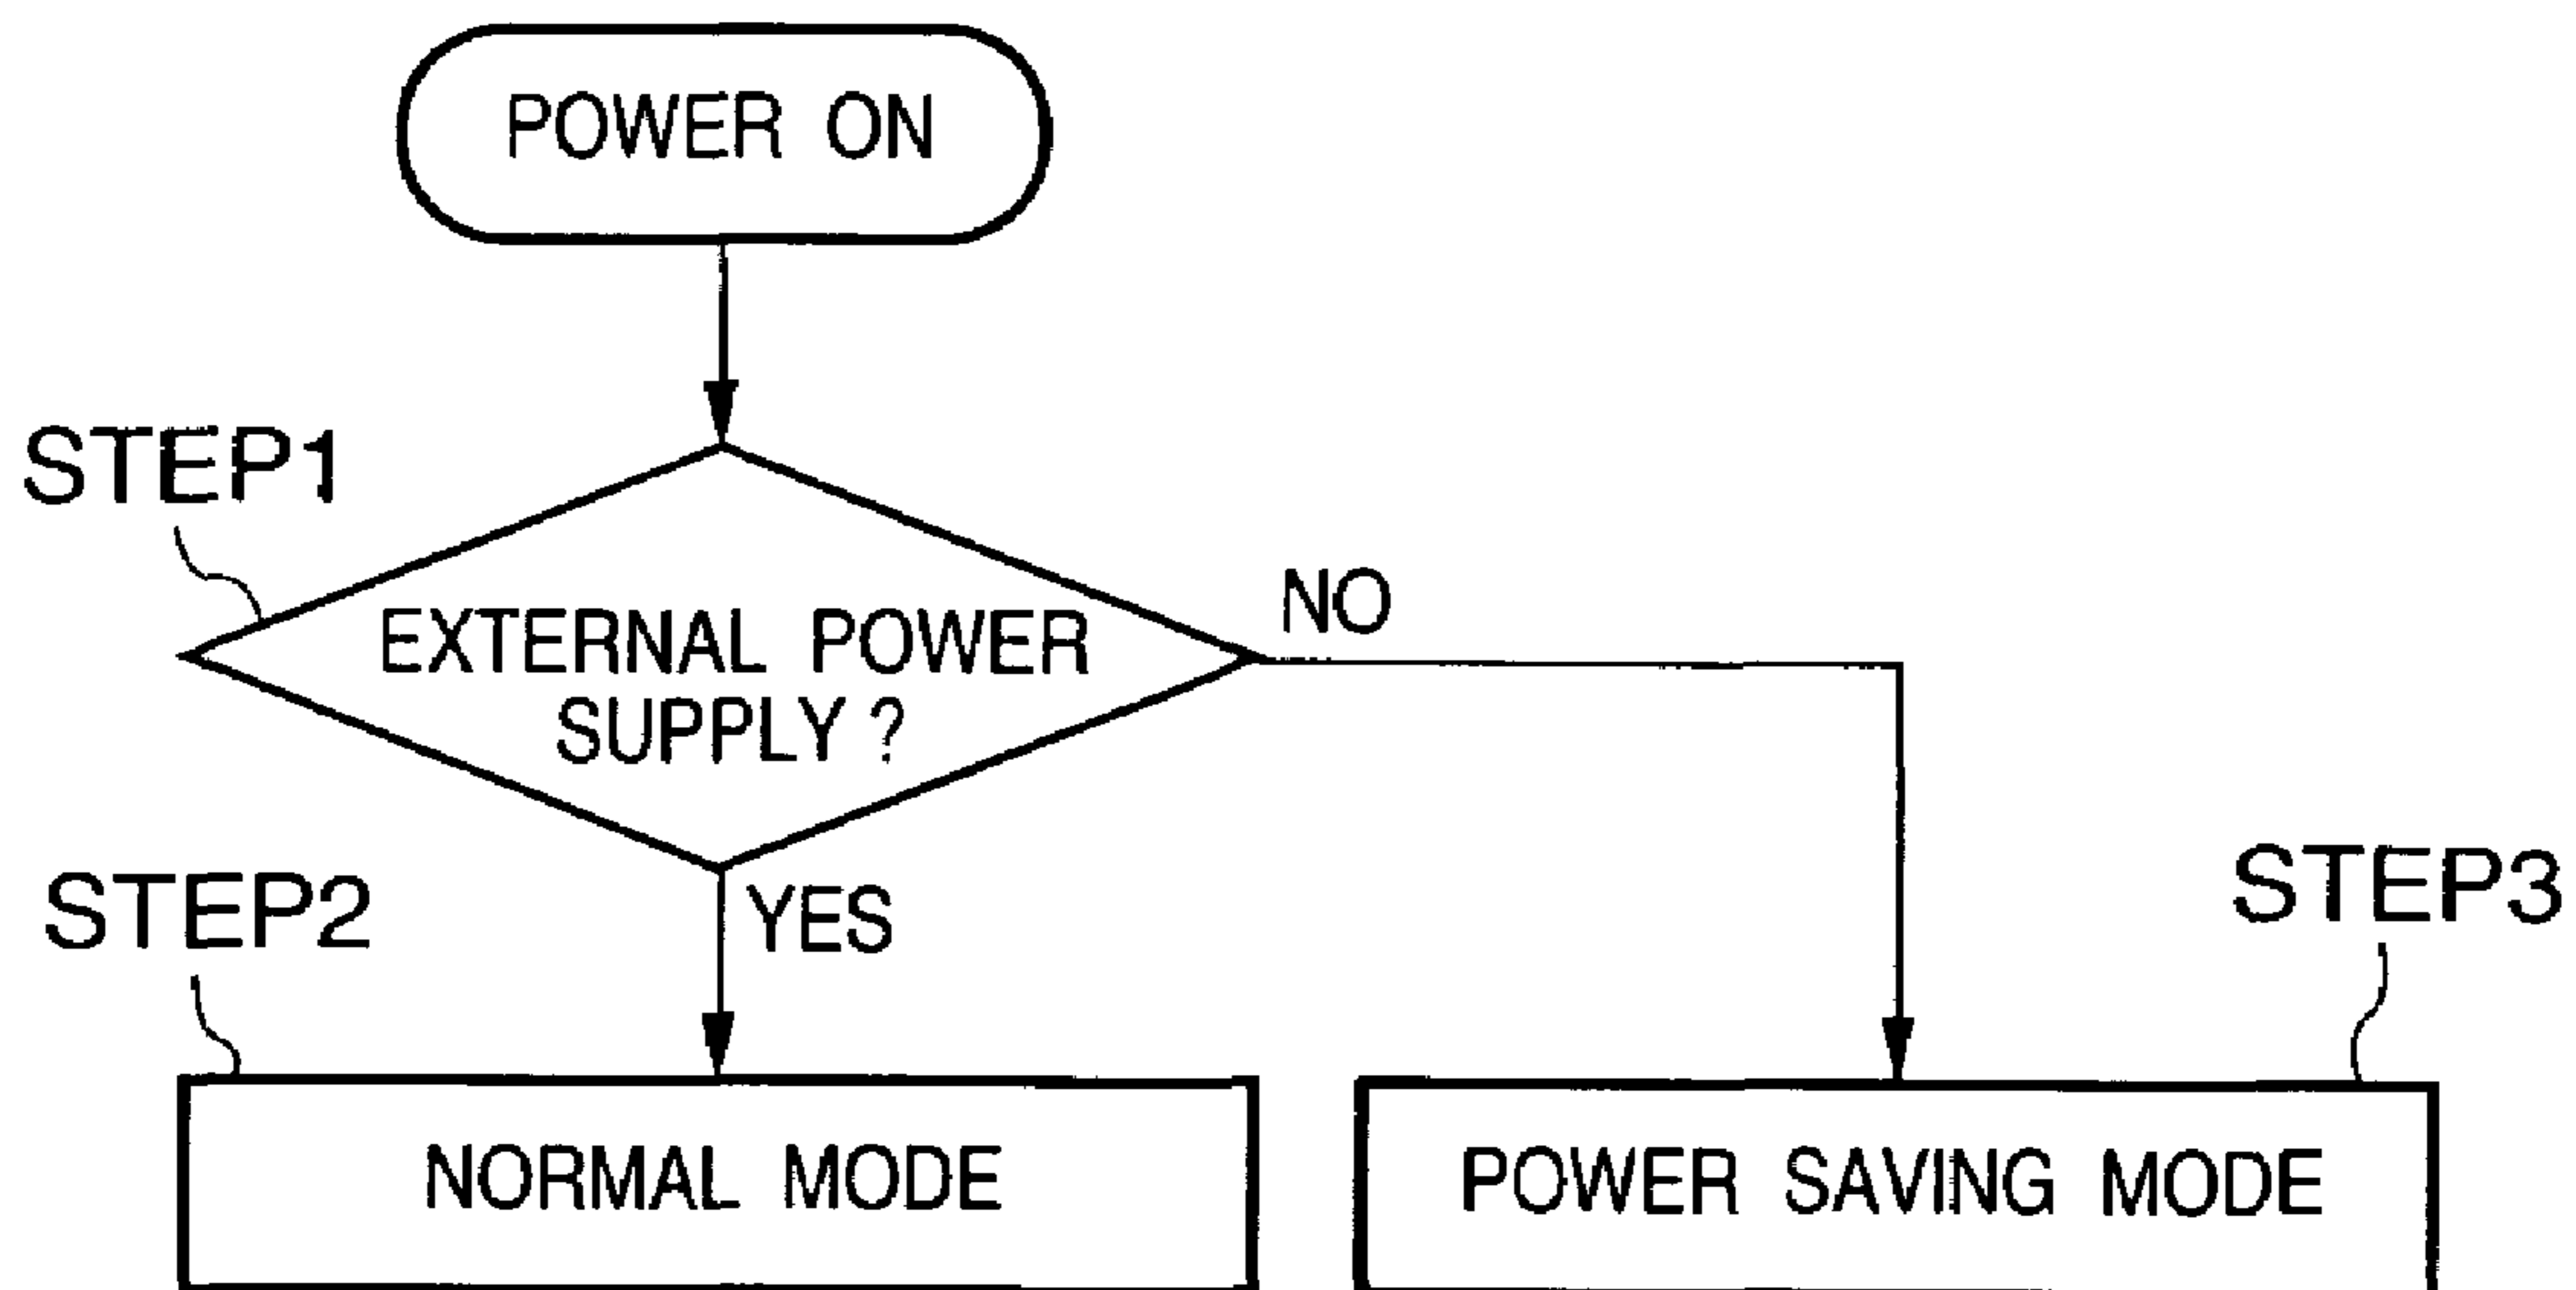 POWER ON
STEP1
EXTERNAL POWER
SUPPLY ?
NO
YES
STEP2
STEP3
NORMAL MODE
POWER SAVING MODE